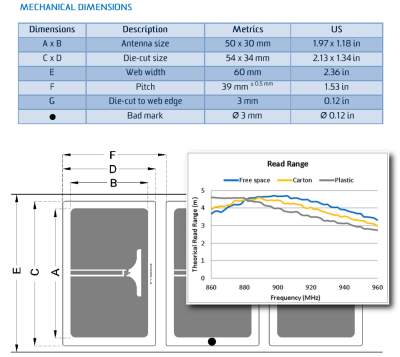 MECHANICAL DIMENSIONS
Dimensions Description Metrics US
A x B Antenna size 50 x 30 mm 1.97 x 1.18 in
C x D Die-cut size 54 x 34 mm 2.13 x 1.34 in
E Web width 60 mm 2.36 in
F Pitch 39 mm ± 0.5 mm 1.53 in
G Die-cut to web edge 3 mm 0.12 in
● Bad mark Ø 3 mm Ø 0.12 in
F
D
B
E
C
A
Read Range
Free space Carton Plastic
Theorical Read Range (m)
5
4
3
2
1
0
860 880 900 920 940 960
Frequency (MHz)